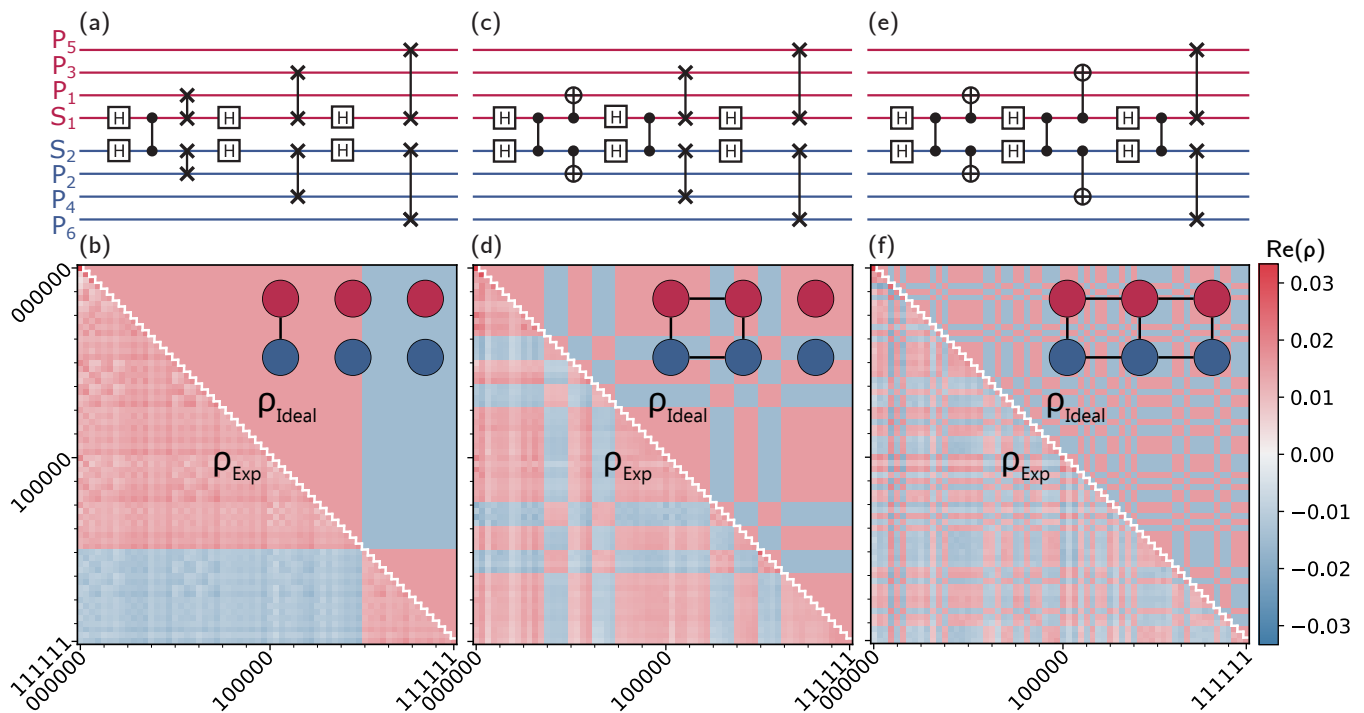 (a)
(c)
(e)
P5
P3
P1
S1
S2
P2
P4
P6
H H H
H H H
H H H
H H H
H H H
H H H
(b)
(d)
(f)
Re(ρ)
000000
100000
111111
ρIdeal
ρExp
000000
100000
111111
ρIdeal
ρExp
000000
100000
111111
ρIdeal
ρExp
000000
100000
111111
0.03
0.02
0.01
0.00
−0.01
−0.02
−0.03